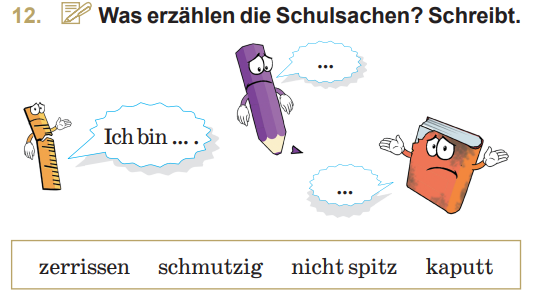 12. Was erzählen die Schulsachen? Schreibt.
...
Ich bin ... .
...
zerrissen schmutzig nicht spitz kaputt